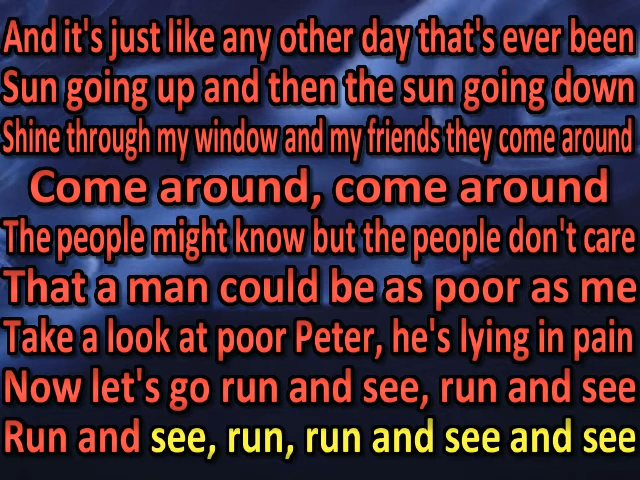 And it's just like any other day that's ever been
Sun going up and then the sun going down
Shine through my window and my friends they come around
Come around, come around
The people might know but the people don't care
That a man could be as poor as me
Take a look at poor Peter, he's lying in pain
Now let's go run and see, run and see
Run and see, run, run and see and see